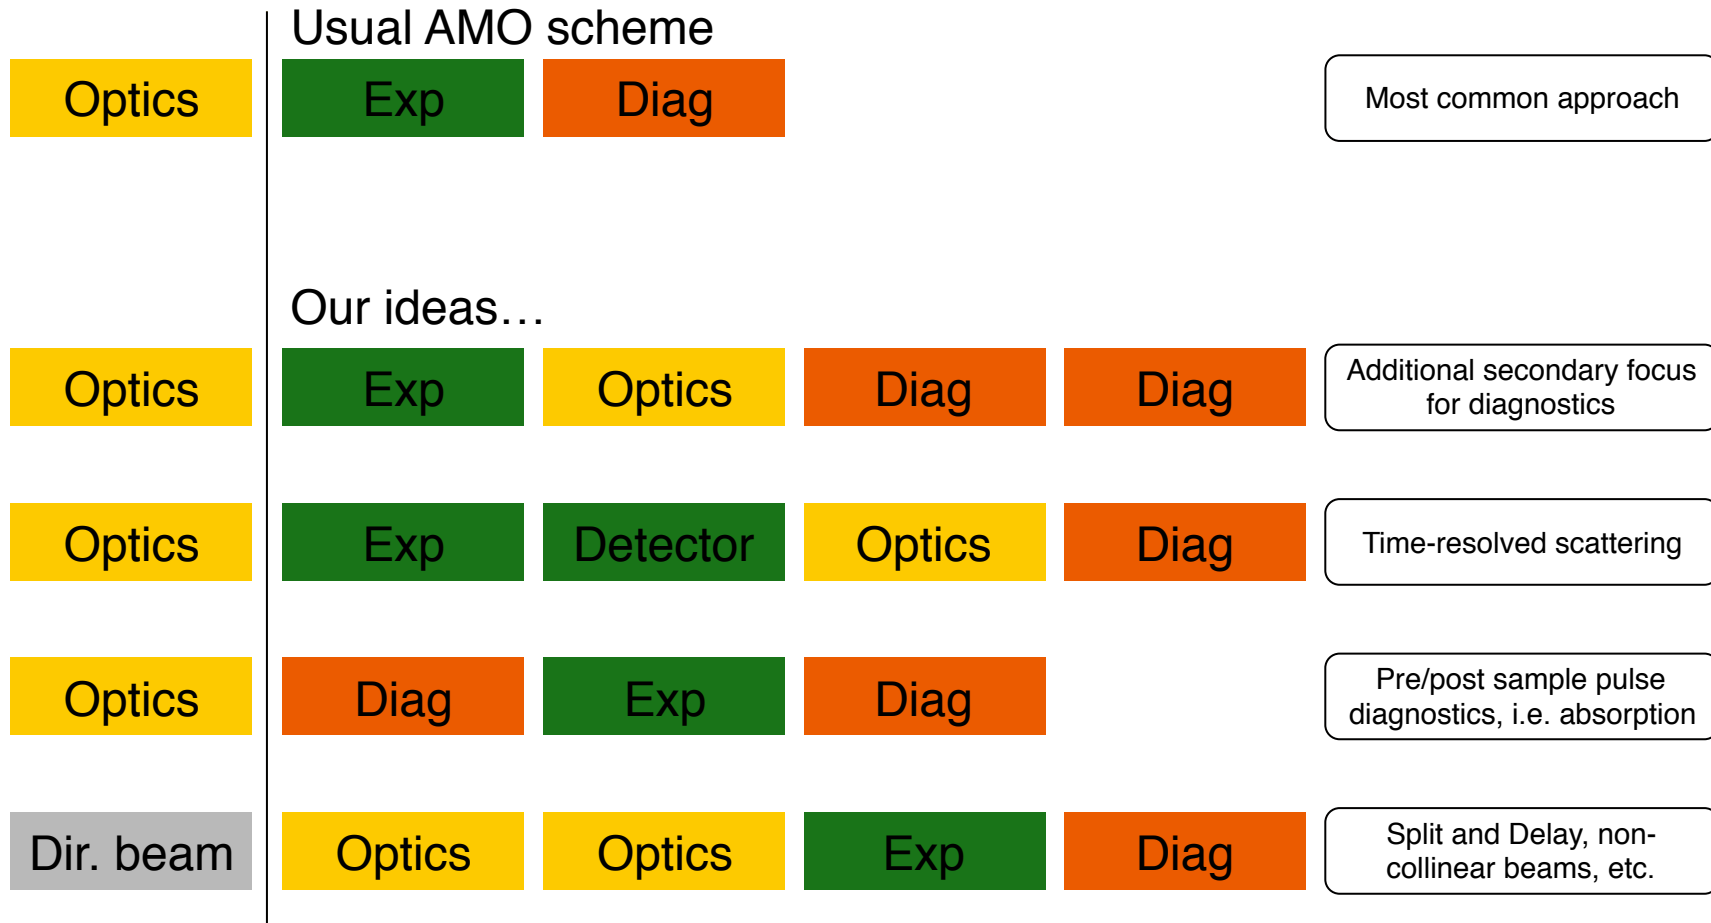 Usual AMO scheme
Optics Exp Diag Most common approach
Our ideas…
Optics Exp Optics Diag Diag Additional secondary focus
for diagnostics
Optics Exp Detector Optics Diag Time-resolved scattering
Optics Diag Exp Diag Pre/post sample pulse
diagnostics, i.e. absorption
Dir. beam Optics Optics Exp Diag Split and Delay, non-
collinear beams, etc.